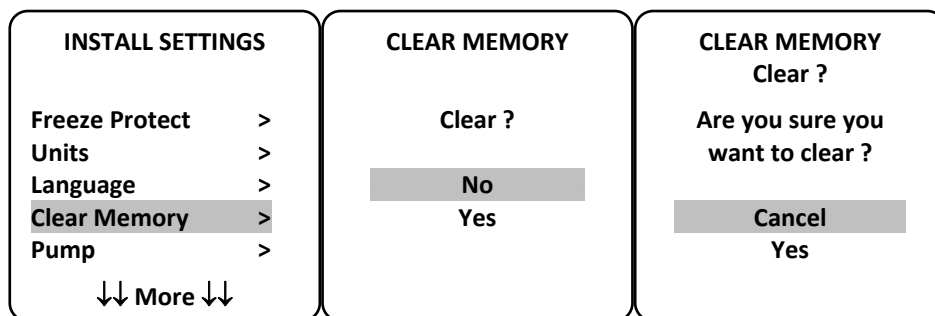 INSTALL SETTINGS
Freeze Protect >
Units >
Language >
Clear Memory >
Pump >
↓↓ More ↓↓
CLEAR MEMORY
Clear ?
No
Yes
CLEAR MEMORY
Clear ?
Are you sure you
want to clear ?
Cancel
Yes